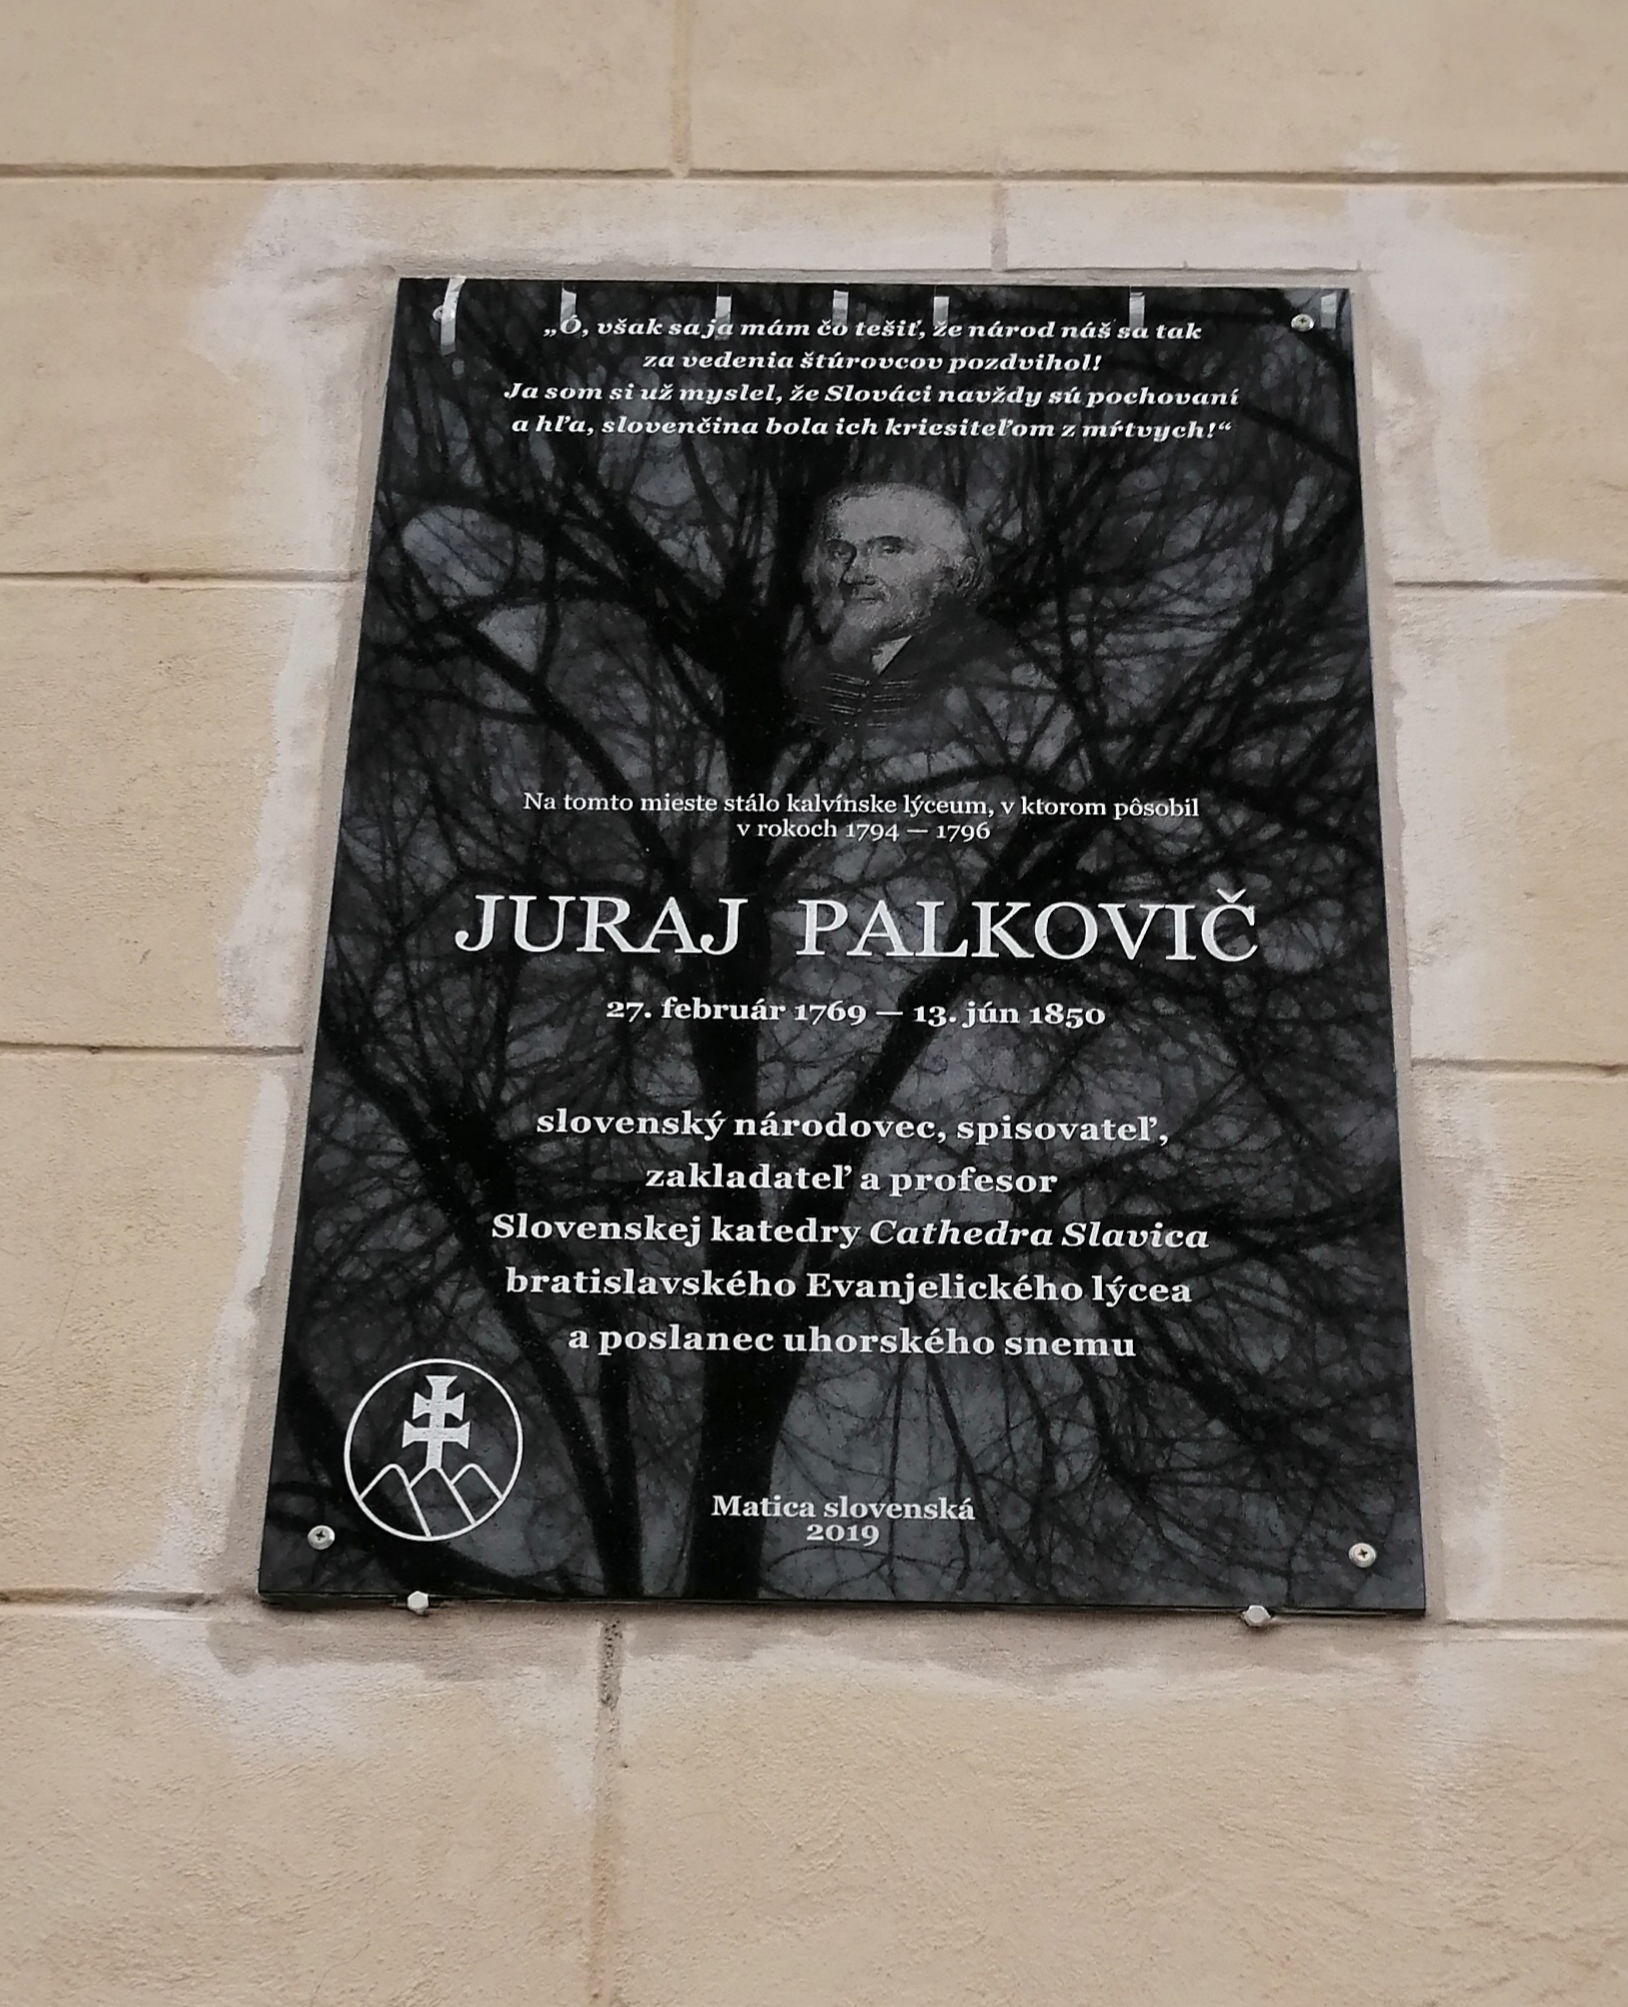 „Ó, však sa ja mám čo tešiť, že národ náš sa tak
za vedenia štúrovcov pozdvihol!
Ja som si už myslel, že Slováci navždy sú pochovaní
a hľa, slovenčina bola ich kriesiteľom z mŕtvych!“
Na tomto mieste stálo kalvínske lýceum, v ktorom pôsobil
v rokoch 1794 — 1796
JURAJ PALKOVIČ
27. február 1769 — 13. jún 1850
slovenský národovec, spisovateľ,
zakladateľ a profesor
Slovenskej katedry Cathedra Slavica
bratislavského Evanjelického lýcea
a poslanec uhorského snemu
Matica slovenská
2019